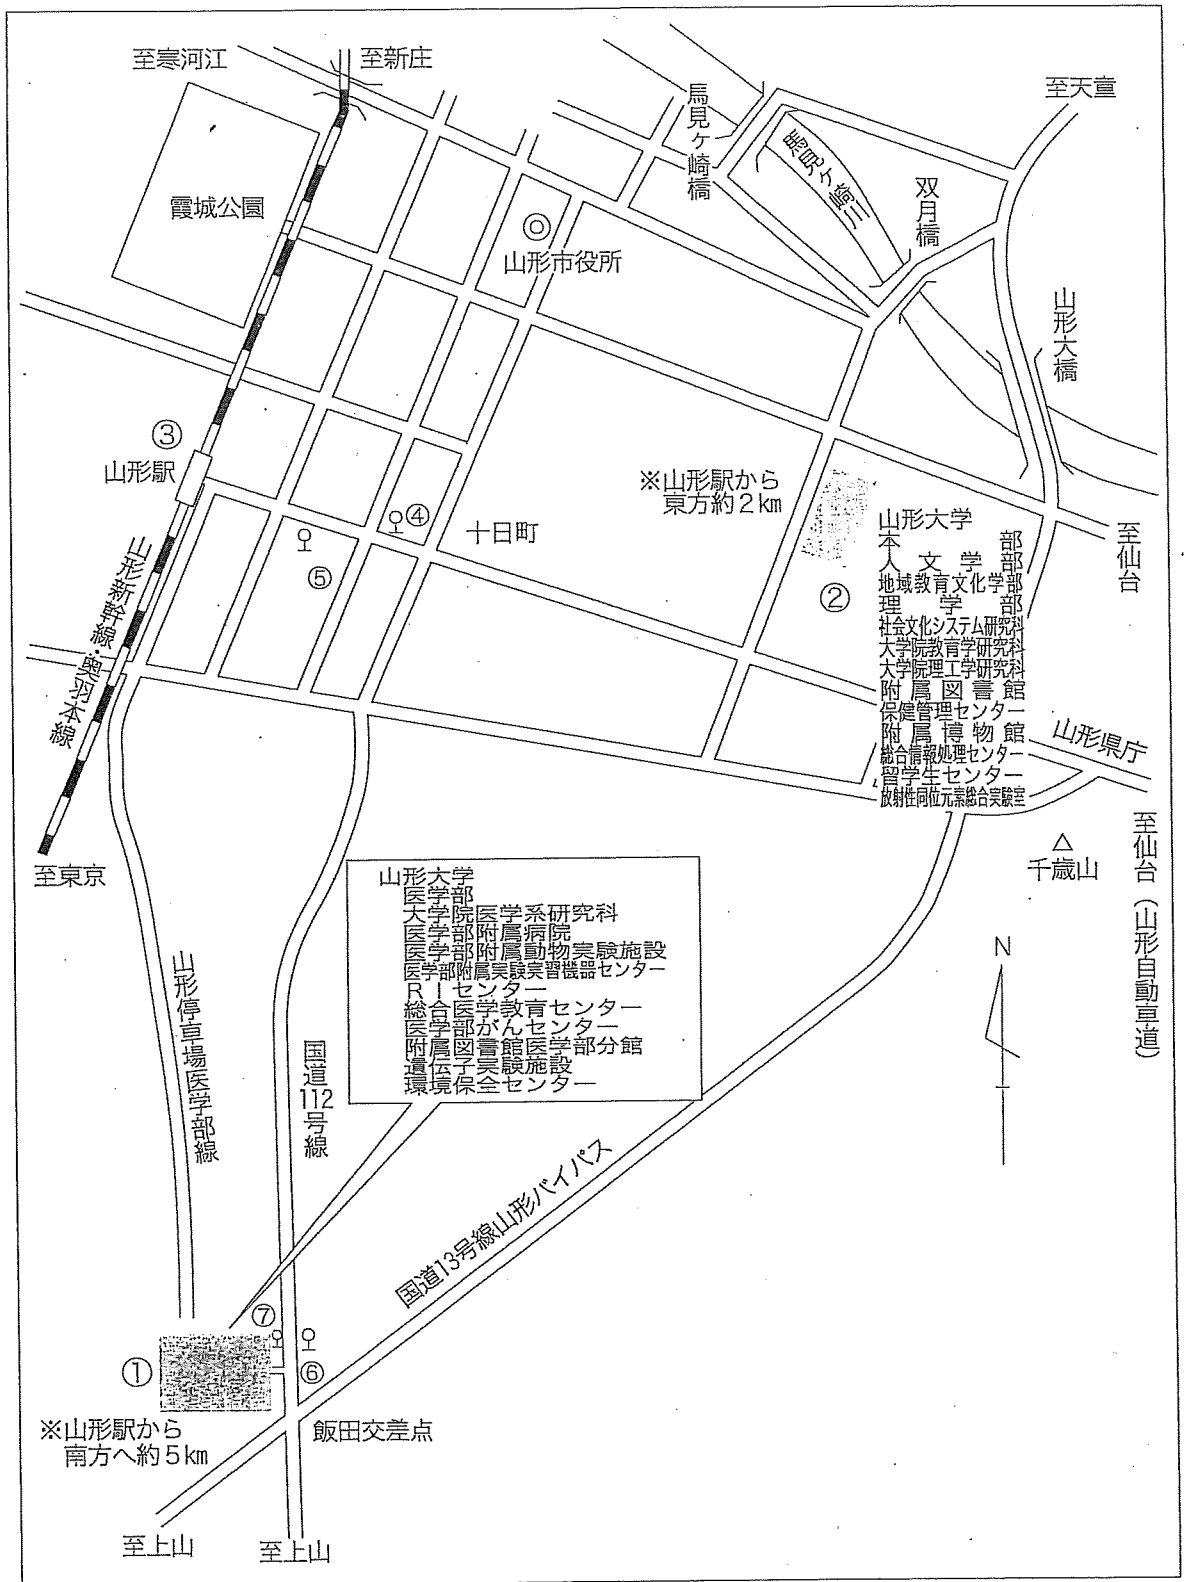 至寒河江
至新庄
至天童
馬見ヶ崎橋
馬見ヶ崎川
双月橋
霞城公園
◎
山形市役所
山形大橋
③
山形駅
※山形駅から
東方約2km
④
十日町
⑤
②
至仙台
山形大学
本部
人文学部
地域教育文化学部
理学部
社会文化システム研究科
大学院教育学研究科
大学院理工学研究科
附属図書館
保健管理センター
附属博物館
総合情報処理センター
留学生センター
放射性同位元素総合実験室
山形新幹線・奥羽本線
山形県庁
至仙台(山形自動車道)
△
千歳山
至東京
N
山形大学
医学部
大学院医学系研究科
医学部附属病院
医学部附属動物実験施設
医学部附属実験実習機器センター
RIセンター
総合医学教育センター
医学部がんセンター
附属図書館医学部分館
遺伝子実験施設
環境保全センター
山形停車場医学部線
国道112号線
国道13号線山形バイパス
⑦
①
⑥
※山形駅から
南方へ約5km
飯田交差点
至上山
至上山